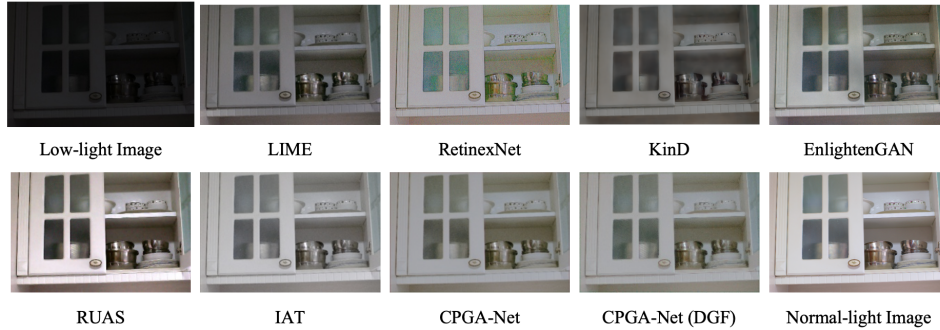 Low-light Image
LIME
RetinexNet
KinD
EnlightenGAN
RUAS
IAT
CPGA-Net
CPGA-Net (DGF)
Normal-light Image